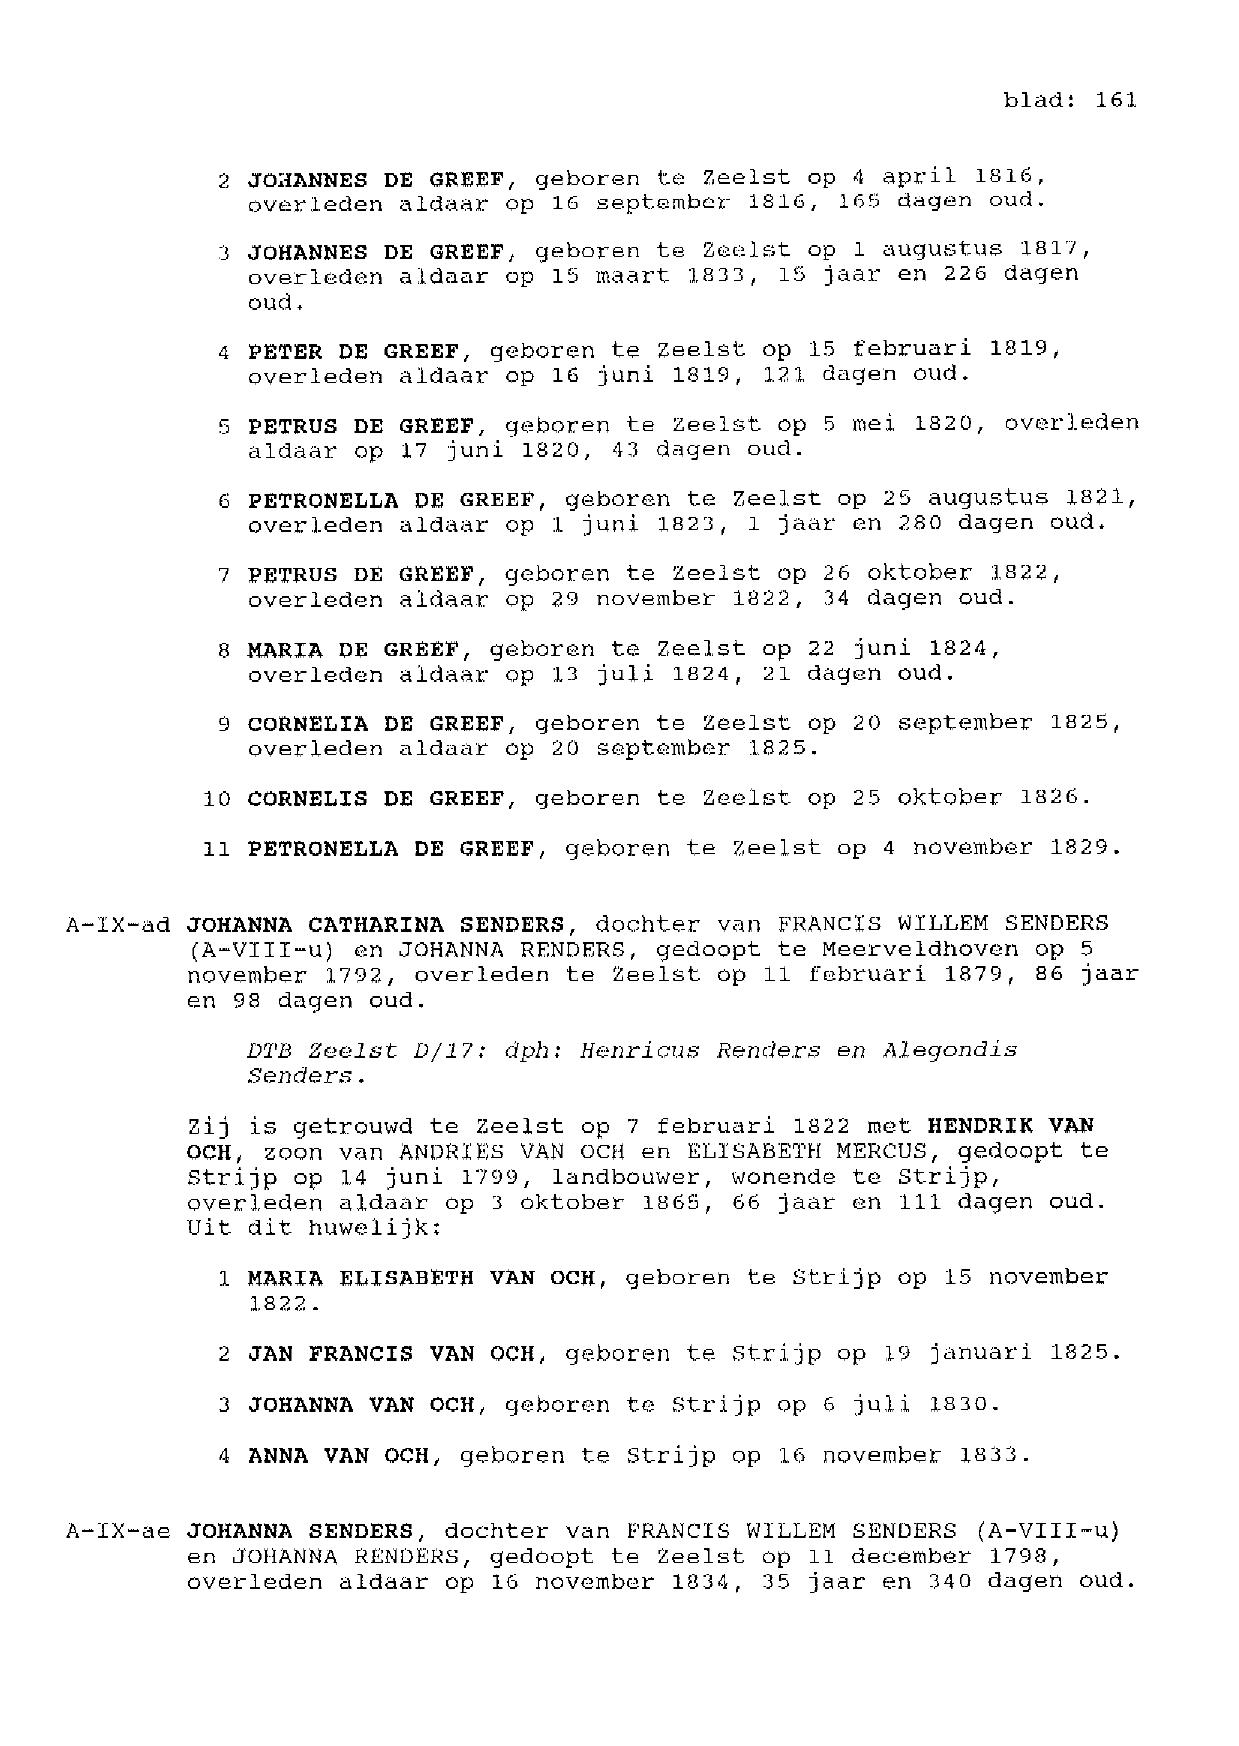 blad: 161
2 JOHANNES DE GREEF, geboren te Zeelst op 4 april 1816,
overleden aldaar op 16 september 1816, 165 dagen oud.
3 JOHANNES DE GREEF, geboren te Zeelst op 1 augustus 1817,
overleden aldaar op 15 maart 1833, 15 jaar en 226 dagen
oud.
4 PETER DE GREEF, geboren te Zeelst op 15 februari 1819,
overleden aldaar op 16 juni 1819, 121 dagen oud.
5 PETRUS DE GREEF, geboren te Zeelst op 5 mei 1820, overleden
aldaar op 17 juni 1820, 43 dagen oud.
6 PETRONELLA DE GREEF, geboren te Zeelst op 25 augustus 1821,
overleden aldaar op 1 juni 1823, 1 jaar en 280 dagen oud.
7 PETRUS DE GREEF, geboren te Zeelst op 26 oktober 1822,
overleden aldaar op 29 november 1822, 34 dagen oud.
8 MARIA DE GREEF, geboren te Zeelst op 22 juni 1824,
overleden aldaar op 13 juli 1824, 21 dagen oud.
9 CORNELIA DE GREEF, geboren te Zeelst op 20 september 1825,
overleden aldaar op 20 september 1825.
10 CORNELIS DE GREEF, geboren te Zeelst op 25 oktober 1826.
11 PETRONELLA DE GREEF, geboren te Zeelst op 4 november 1829.
A-IX-ad JOHANNA CATHARINA SENDERS, dochter van FRANCIS WILLEM SENDERS
(A-VIII-u) en JOHANNA RENDERS, gedoopt te Meerveldhoven op 5
november 1792, overleden te Zeelst op 11 februari 1879, 86 jaar
en 98 dagen oud.
DTB Zeelst D/17: dph: Henricus Renders en Alegondis
Senders.
Zij is getrouwd te Zeelst op 7 februari 1822 met HENDRIK VAN
OCH, zoon van ANDRIES VAN OCH en ELISABETH MERCUS, gedoopt te
Strijp op 14 juni 1799, landbouwer, wonende te Strijp,
overleden aldaar op 3 oktober 1865, 66 jaar en 111 dagen oud.
Uit dit huwelijk:
1 MARIA ELISABETH VAN OCH, geboren te Strijp op 15 november
1822.
2 JAN FRANCIS VAN OCH, geboren te Strijp op 19 januari 1825.
3 JOHANNA VAN OCH, geboren te Strijp op 6 juli 1830.
4 ANNA VAN OCH, geboren te Strijp op 16 november 1833.
A-IX-ae JOHANNA SENDERS, dochter van FRANCIS WILLEM SENDERS (A-VIII-u)
en JOHANNA RENDERS, gedoopt te Zeelst op 11 december 1798,
overleden aldaar op 16 november 1834, 35 jaar en 340 dagen oud.